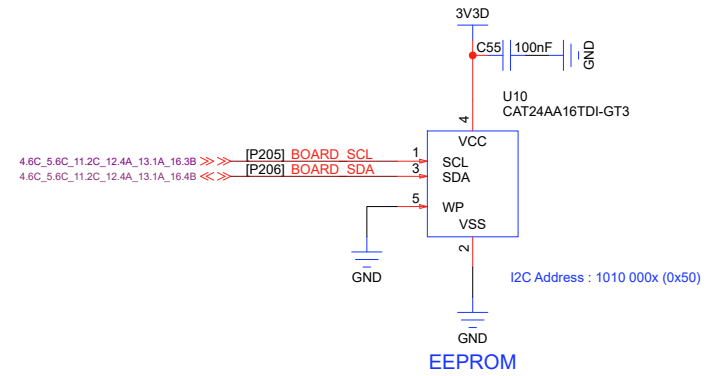 3V3D
C55 100nF
GND
U10
CAT24AA16TDI-GT3
4
VCC
4.6C_5.6C_11.2C_12.4A_13.1A_16.3B [P205] BOARD_SCL 1 SCL
4.6C_5.6C_11.2C_12.4A_13.1A_16.4B [P206] BOARD_SDA 3 SDA
5 WP
VSS
2
GND
I2C Address : 1010 000x (0x50)
GND
EEPROM